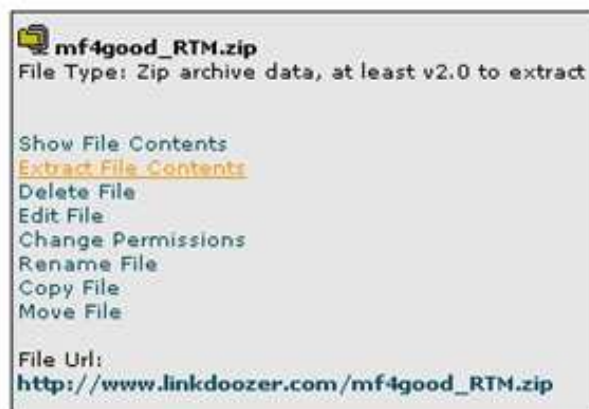 mf4good_RTM.zip
File Type: Zip archive data, at least v2.0 to extract
Show File Contents
Extract File Contents
Delete File
Edit File
Change Permissions
Rename File
Copy File
Move File
File Url:
http://www.linkdoozer.com/mf4good_RTM.zip